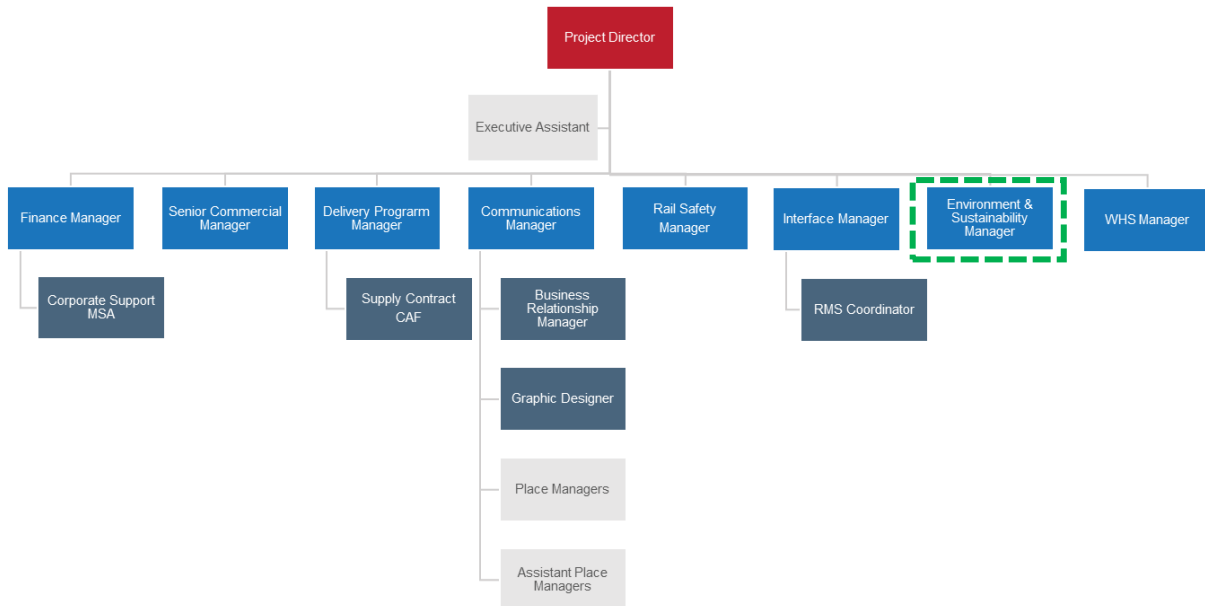 Project Director
Executive Assistant
Finance Manager
Senior Commercial
Manager
Delivery Prograrm
Manager
Communications
Manager
Rail Safety
Manager
Interface Manager
Environment &
Sustainability
Manager
WHS Manager
Corporate Support
MSA
Supply Contract
CAF
Business
Relationship
Manager
RMS Coordinator
Graphic Designer
Place Managers
Assistant Place
Managers